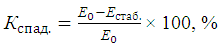 Kспад. = (E₀−Eстаб.)/E₀ × 100, %